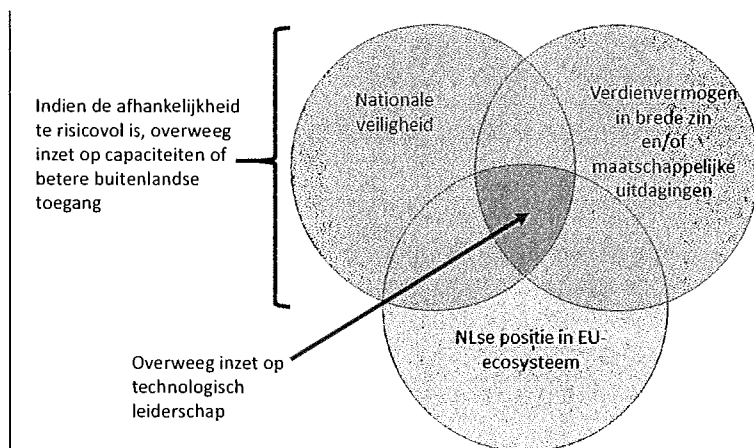 Indien de afhankelijkheid
te risicovol is, overweeg
inzet op capaciteiten of
betere buitenlandse
toegang
Nationale
veiligheid
Verdienvermogen
in brede zin
en/of
maatschappelijke
uitdagingen
NLse positie in EU-
ecosysteem
Overweeg inzet op
technologisch
leiderschap